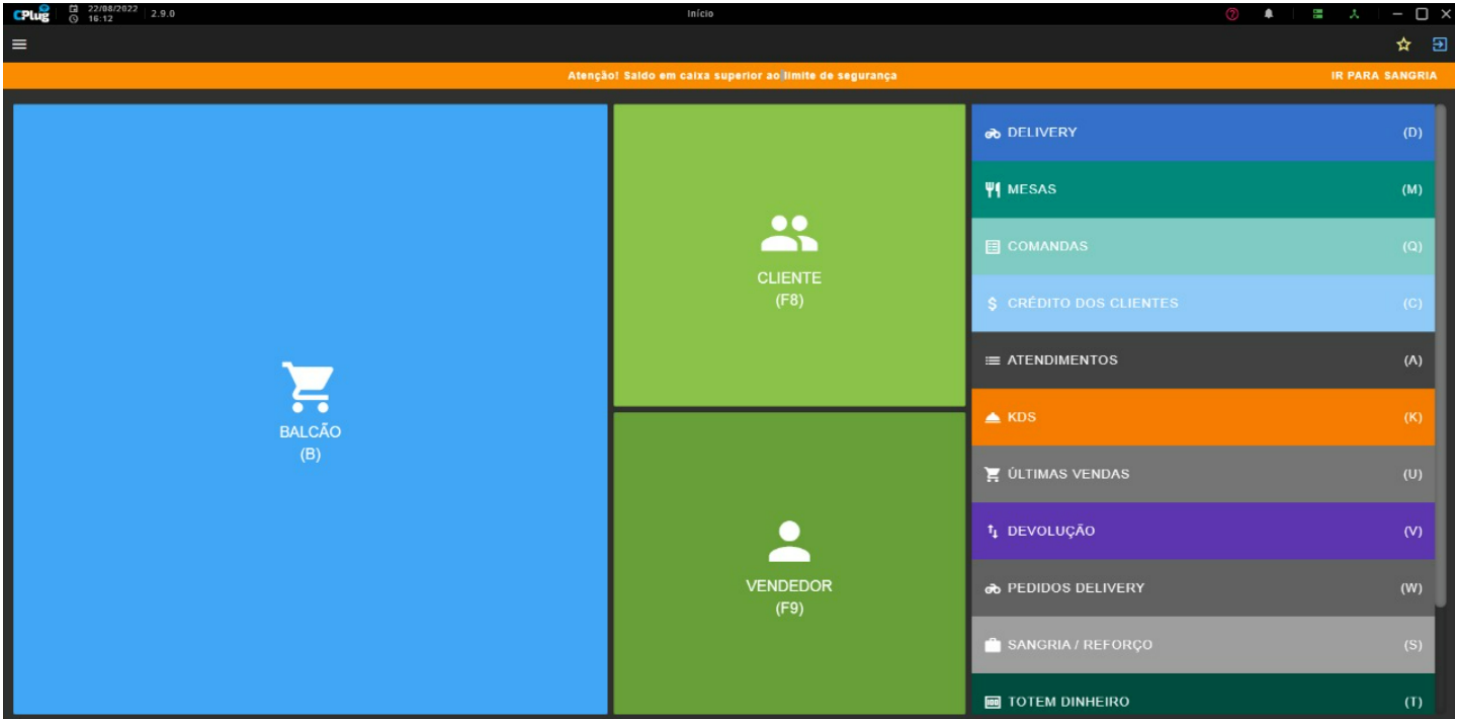 CPlug 22/08/2022 16:12 2.9.0 Início
Atenção! Saldo em caixa superior ao limite de segurança IR PARA SANGRIA
BALCÃO
(B)
CLIENTE
(F8)
VENDEDOR
(F9)
DELIVERY (D)
MESAS (M)
COMANDAS (Q)
CRÉDITO DOS CLIENTES (C)
ATENDIMENTOS (A)
KDS (K)
ÚLTIMAS VENDAS (U)
DEVOLUÇÃO (V)
PEDIDOS DELIVERY (W)
SANGRIA / REFORÇO (S)
TOTEM DINHEIRO (T)